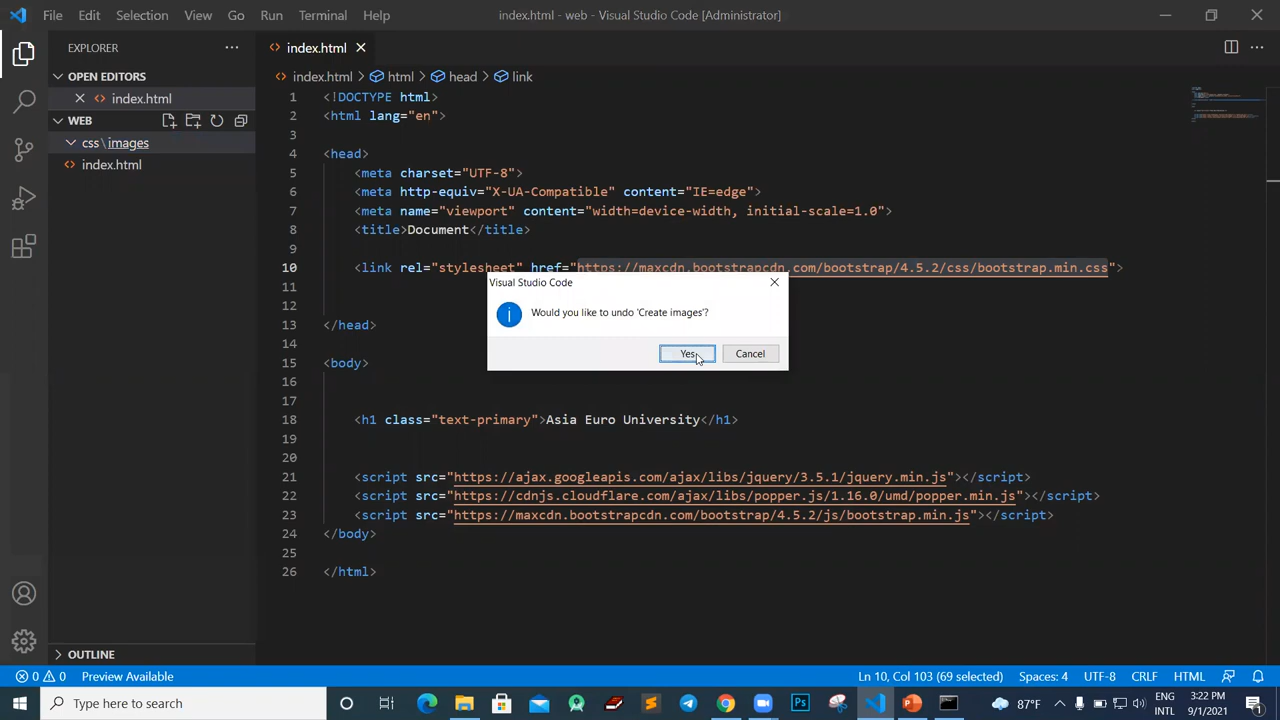 File Edit Selection View Go Run Terminal Help
index.html - web - Visual Studio Code [Administrator]
EXPLORER
OPEN EDITORS
index.html
WEB
css\images
index.html
OUTLINE
index.html
index.html > html > head > link
1 <!DOCTYPE html>
2 <html lang="en">
3
4 <head>
5 <meta charset="UTF-8">
6 <meta http-equiv="X-UA-Compatible" content="IE=edge">
7 <meta name="viewport" content="width=device-width, initial-scale=1.0">
8 <title>Document</title>
9
10 <link rel="stylesheet" href="https://maxcdn.bootstrapcdn.com/bootstrap/4.5.2/css/bootstrap.min.css">
11
12
13 </head>
14
15 <body>
16
17
18 <h1 class="text-primary">Asia Euro University</h1>
19
20
21 <script src="https://ajax.googleapis.com/ajax/libs/jquery/3.5.1/jquery.min.js"></script>
22 <script src="https://cdnjs.cloudflare.com/ajax/libs/popper.js/1.16.0/umd/popper.min.js"></script>
23 <script src="https://maxcdn.bootstrapcdn.com/bootstrap/4.5.2/js/bootstrap.min.js"></script>
24 </body>
25
26 </html>
Visual Studio Code
Would you like to undo 'Create images'?
Yes Cancel
0 0 Preview Available
Ln 10, Col 103 (69 selected) Spaces: 4 UTF-8 CRLF HTML
Type here to search
Ps
87°F
ENG
INTL
3:22 PM
9/1/2021
1